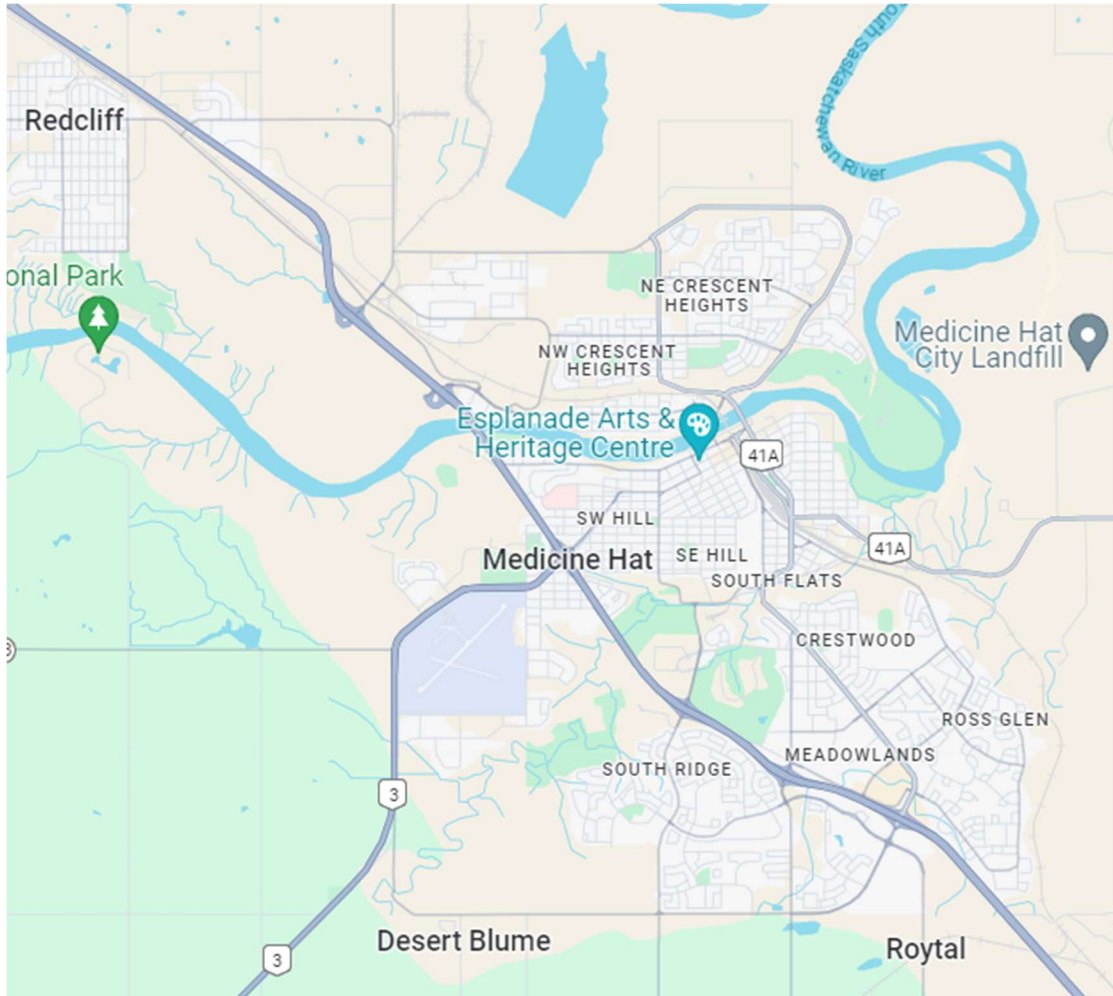 South Saskatchewan River
Redcliff
onal Park
NE CRESCENT
HEIGHTS
Medicine Hat
City Landfill
NW CRESCENT
HEIGHTS
Esplanade Arts &
Heritage Centre
41A
SW HILL
Medicine Hat
SE HILL
41A
SOUTH FLATS
CRESTWOOD
3
ROSS GLEN
MEADOWLANDS
SOUTH RIDGE
3
Desert Blume
Roytal
3